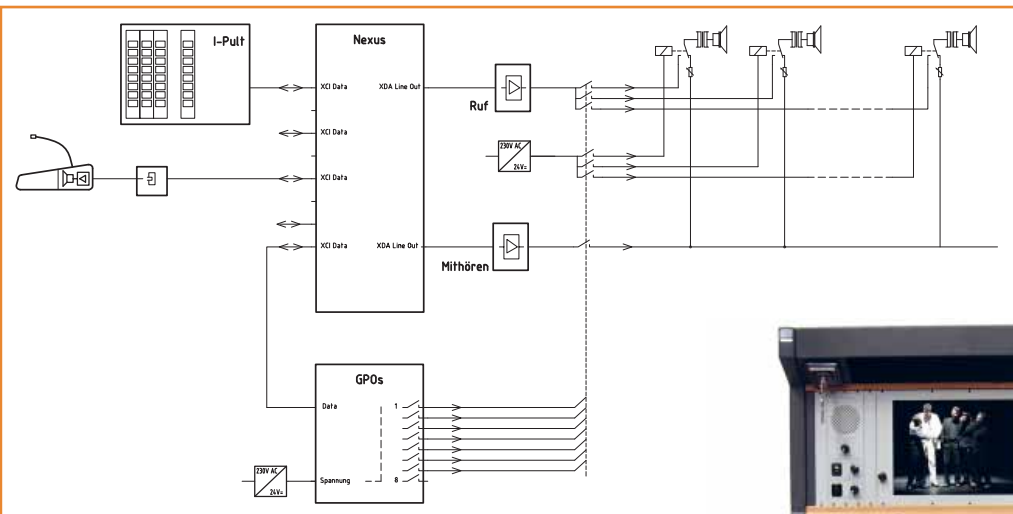 I-Pult
Nexus
XCI Data
XDA Line Out
Ruf
XCI Data
230V AC
24V=
XCI Data
XCI Data
XDA Line Out
Mithören
GPOs
Data
1
230V AC
24V=
Spannung
8